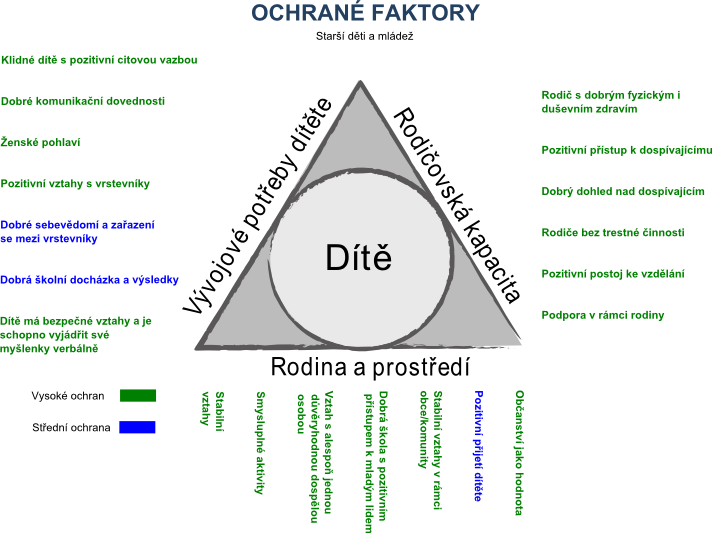 OCHRANÉ FAKTORY
Starší děti a mládež
Klidné dítě s pozitivní citovou vazbou
Dobré komunikační dovednosti
Ženské pohlaví
Pozitivní vztahy s vrstevníky
Dobré sebevědomí a zařazení
se mezi vrstevníky
Dobrá školní docházka a výsledky
Dítě má bezpečné vztahy a je
schopno vyjádřit své
myšlenky verbálně
Vývojové potřeby dítěte
Rodičovská kapacita
Dítě
Rodina a prostředí
Rodič s dobrým fyzickým i
duševním zdravím
Pozitivní přístup k dospívajícímu
Dobrý dohled nad dospívajícím
Rodiče bez trestné činnosti
Pozitivní postoj ke vzdělání
Podpora v rámci rodiny
Vysoké ochran
Střední ochrana
Stabilní
vztahy
Smysluplné aktivity
Vztah s alespoň jednou
důvěryhodnou dospělou
osobou
Dobrá škola s pozitivním
přístupem k mladým lidem
Stabilní vztahy v rámci
obce/komunity
Pozitivní přijetí dítěte
Občanství jako hodnota